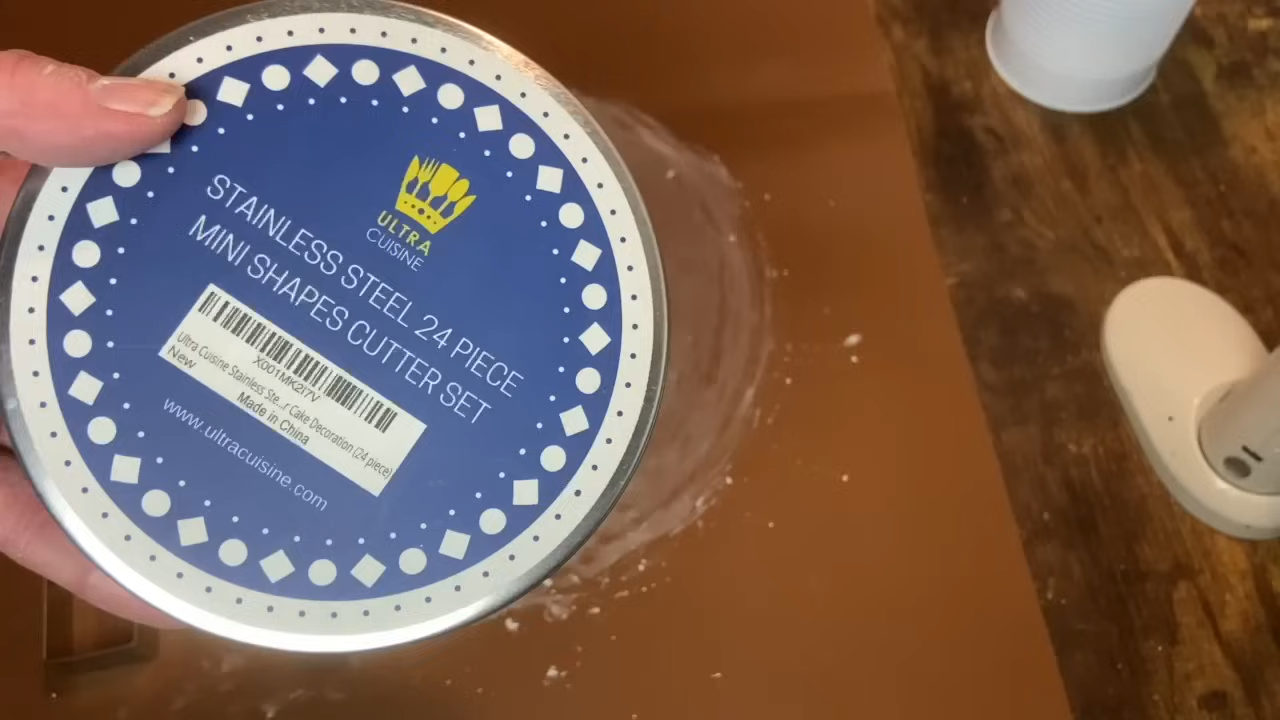 ULTRA
CUISINE
STAINLESS STEEL 24 PIECE
MINI SHAPES CUTTER SET
X001MK2I7V
Ultra Cuisine Stainless Ste...r Cake Decoration (24 piece)
New
Made in China
www.ultracuisine.com